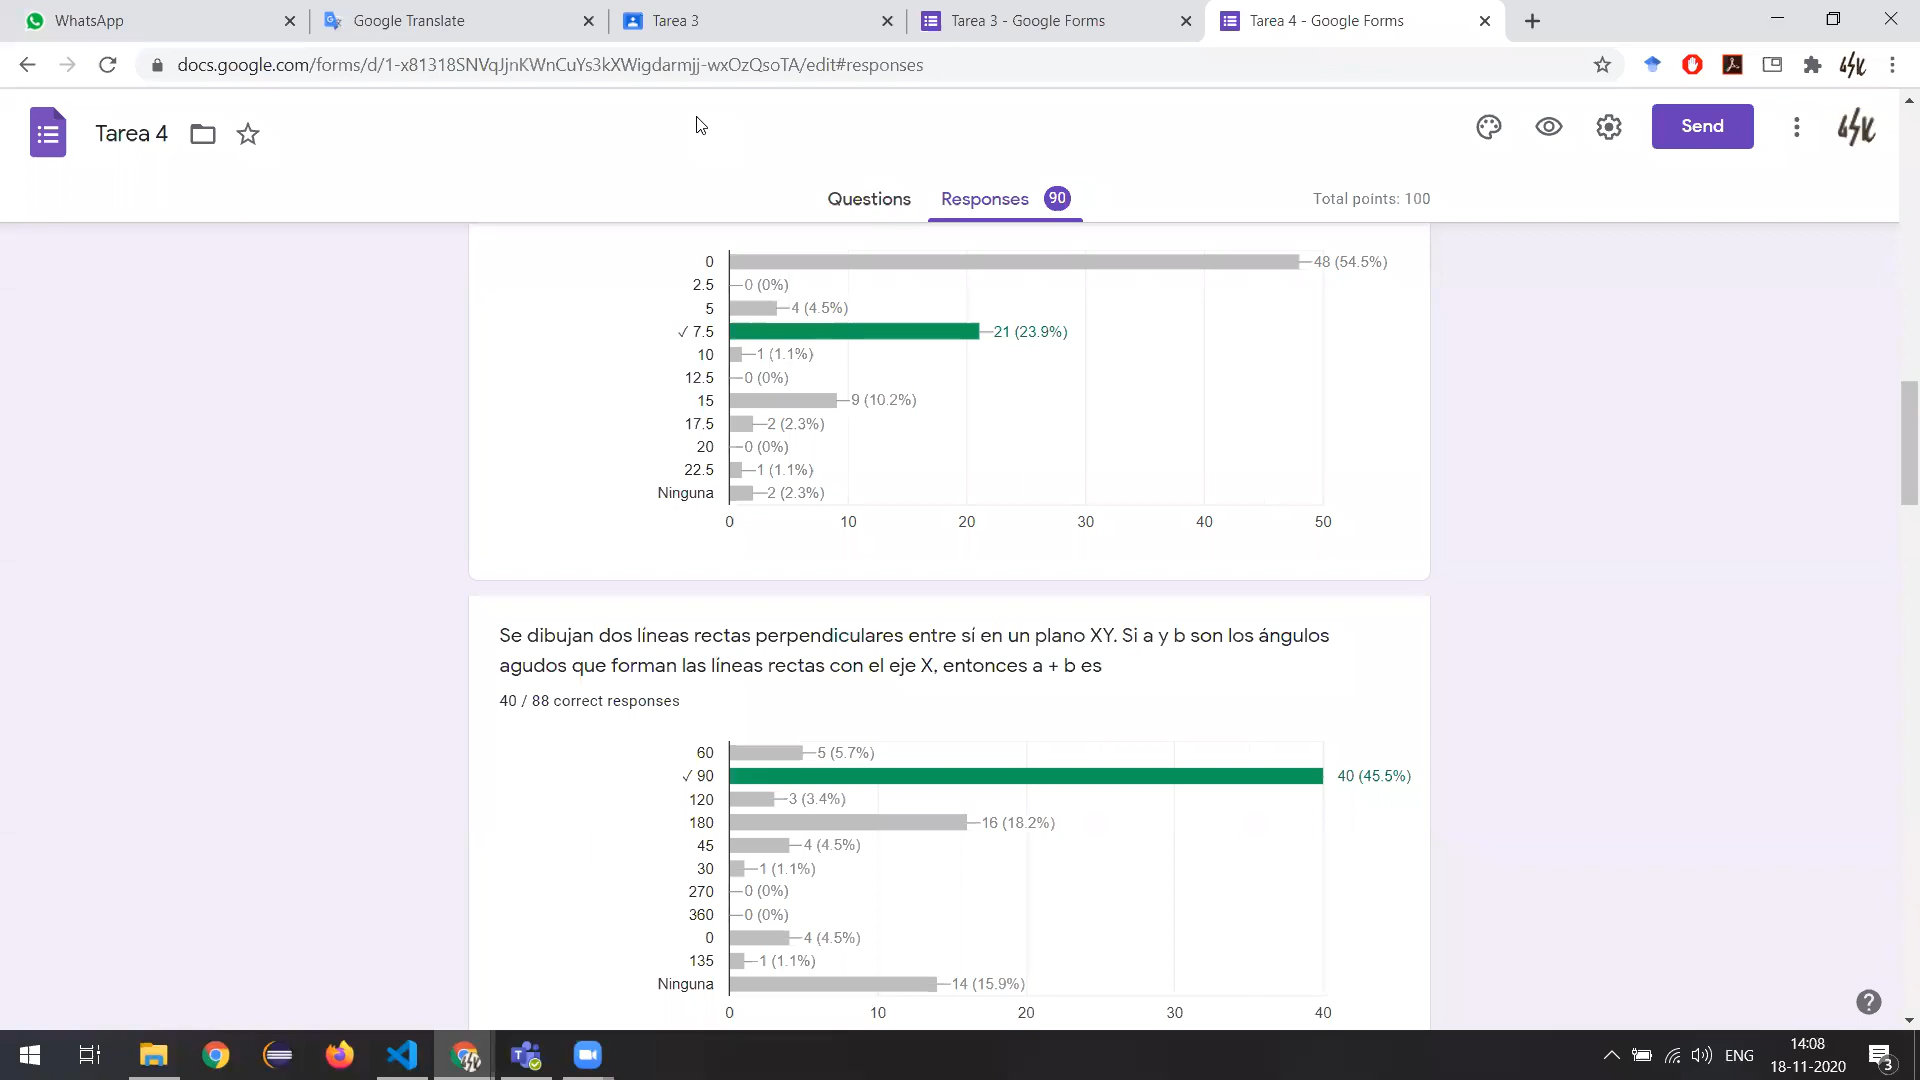 WhatsApp
Google Translate
Tarea 3
Tarea 3 - Google Forms
Tarea 4 - Google Forms
docs.google.com/forms/d/1-x81318SNVqJjnKWnCuYs3kXWigdarmjj-wxOzQsoTA/edit#responses
Tarea 4
Send
Questions
Responses 90
Total points: 100
0 48 (54.5%)
2.5 0 (0%)
5 4 (4.5%)
✓ 7.5 21 (23.9%)
10 1 (1.1%)
12.5 0 (0%)
15 9 (10.2%)
17.5 2 (2.3%)
20 0 (0%)
22.5 1 (1.1%)
Ninguna 2 (2.3%)
0 10 20 30 40 50
Se dibujan dos líneas rectas perpendiculares entre sí en un plano XY. Si a y b son los ángulos
agudos que forman las líneas rectas con el eje X, entonces a + b es
40 / 88 correct responses
60 5 (5.7%)
✓ 90 40 (45.5%)
120 3 (3.4%)
180 16 (18.2%)
45 4 (4.5%)
30 1 (1.1%)
270 0 (0%)
360 0 (0%)
0 4 (4.5%)
135 1 (1.1%)
Ninguna 14 (15.9%)
0 10 20 30 40
ENG
14:08
18-11-2020
3